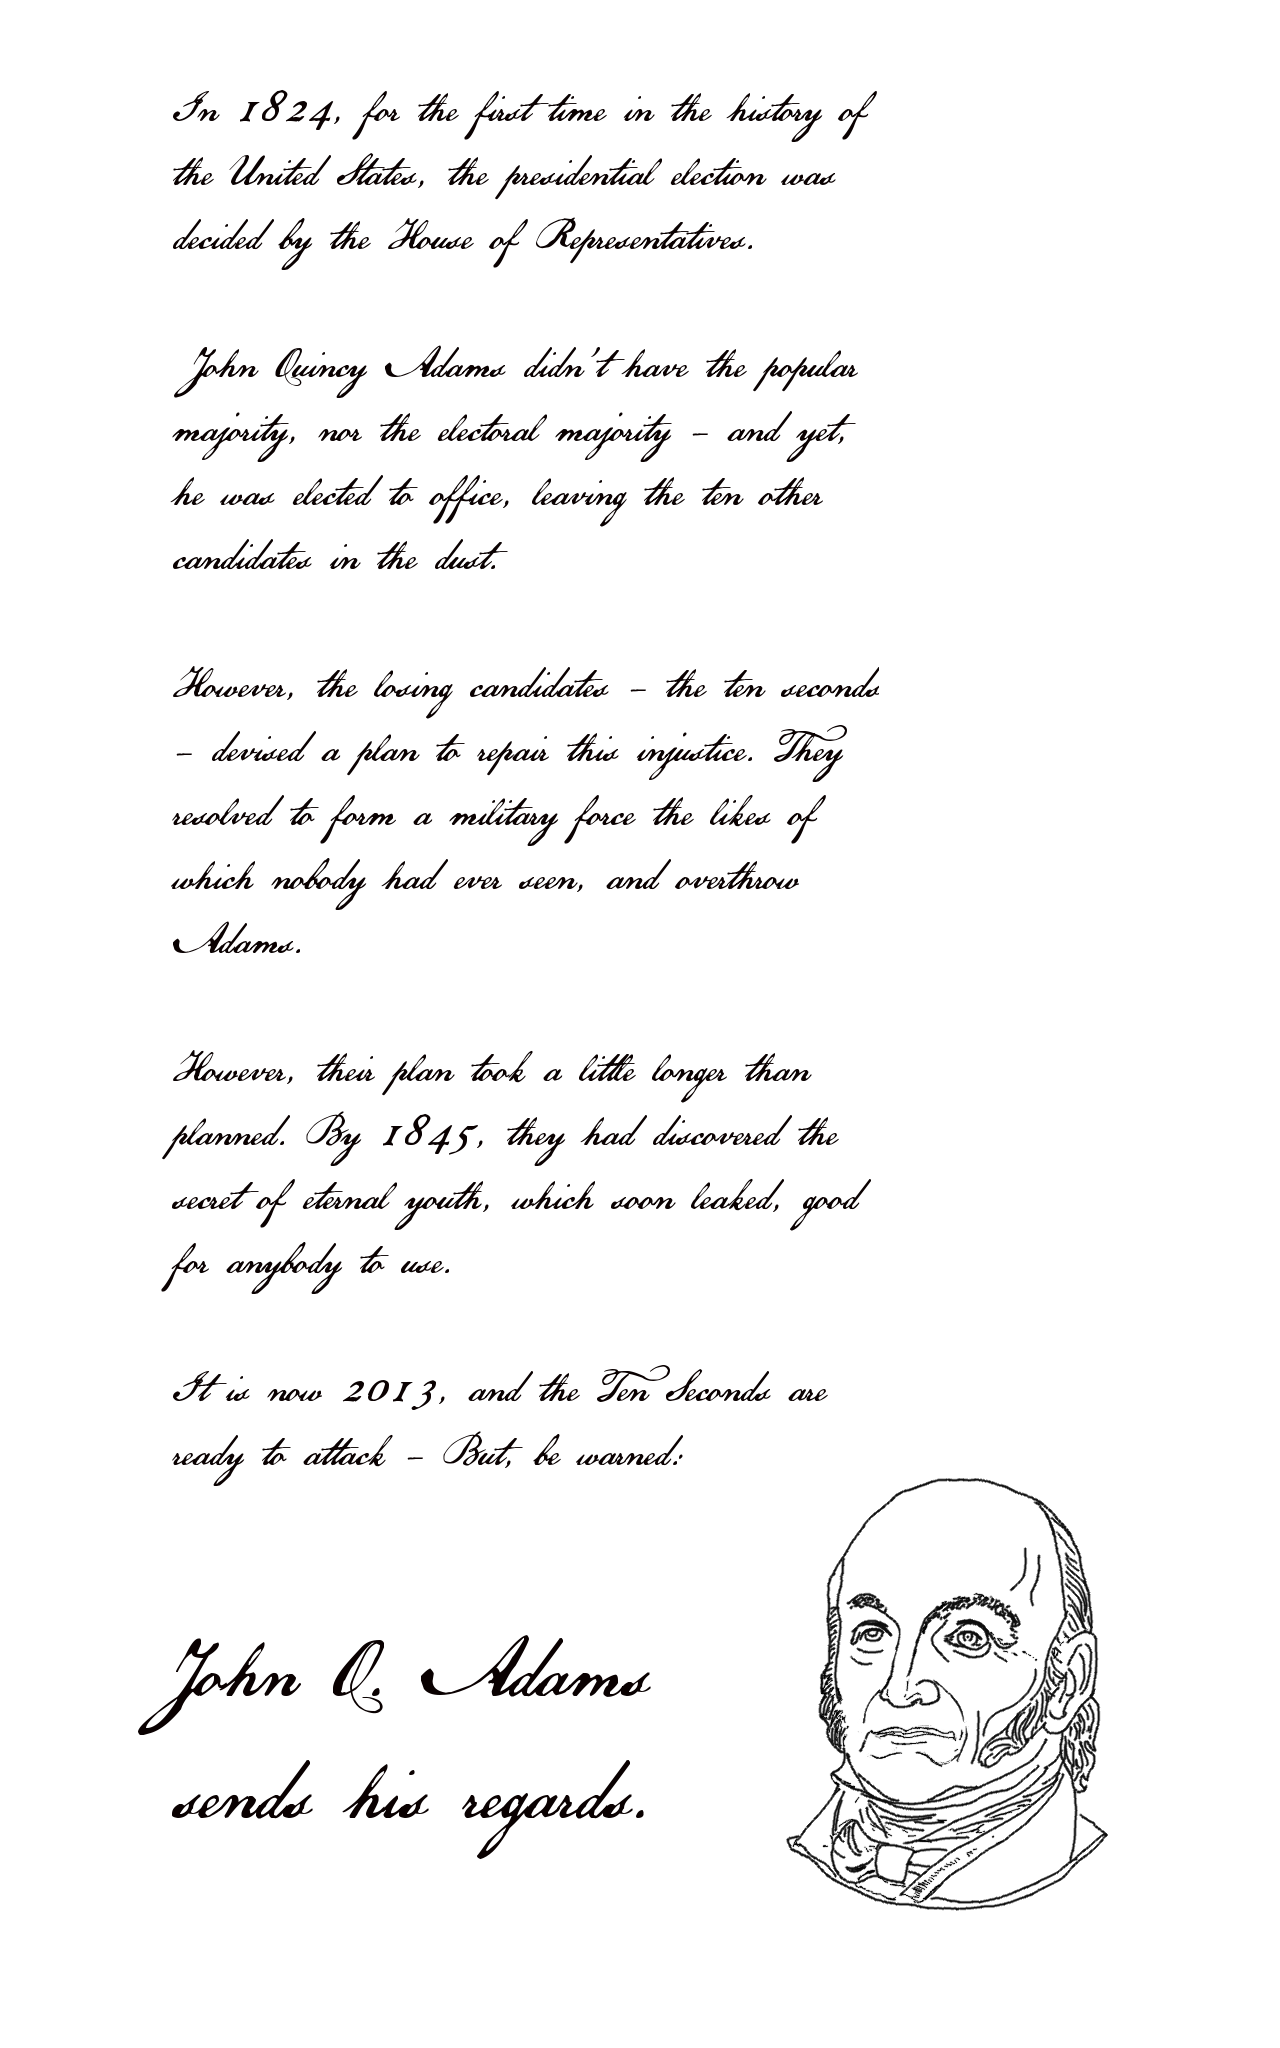 In 1824, for the first time in the history of
the United States, the presidential election was
decided by the House of Representatives.
John Quincy Adams didn't have the popular
majority, nor the electoral majority – and yet,
he was elected to office, leaving the ten other
candidates in the dust.
However, the losing candidates – the ten seconds
– devised a plan to repair this injustice. They
resolved to form a military force the likes of
which nobody had ever seen, and overthrow
Adams.
However, their plan took a little longer than
planned. By 1845, they had discovered the
secret of eternal youth, which soon leaked, good
for anybody to use.
It is now 2013, and the Ten Seconds are
ready to attack – But, be warned:
John Q. Adams
sends his regards.